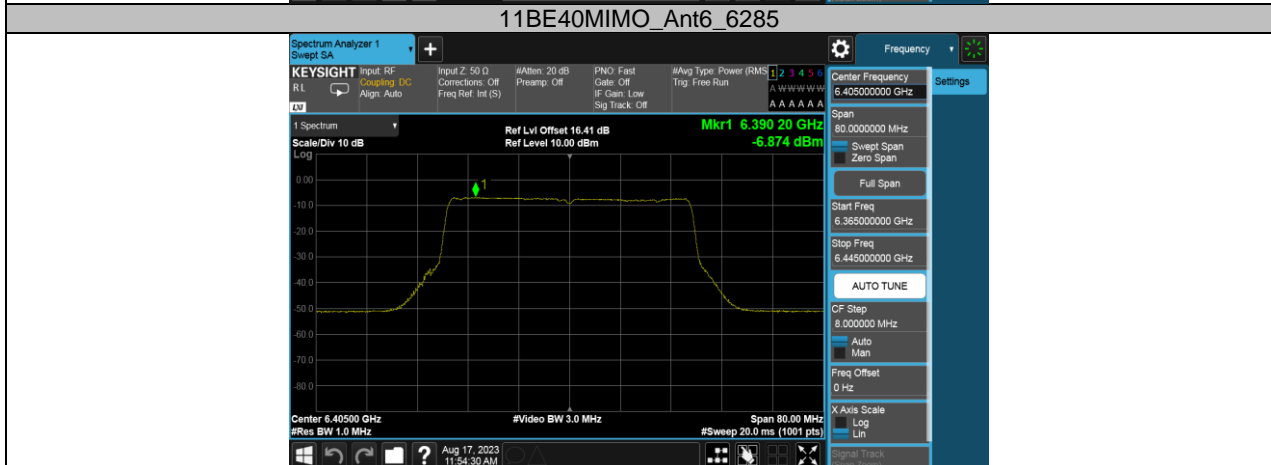 11BE40MIMO_Ant6_6285
Spectrum Analyzer 1
Swept SA
+
Frequency
KEYSIGHT
RL
LXI
Input: RF
Coupling: DC
Align: Auto
Input Z: 50 Ω
Corrections: Off
Freq Ref: Int (S)
#Atten: 20 dB
Preamp: Off
PNO: Fast
Gate: Off
IF Gain: Low
Sig Track: Off
#Avg Type: Power (RMS
Trig: Free Run
1 2 3 4 5 6
A W W W W W
A A A A A A
Center Frequency
6.405000000 GHz
Settings
Span
80.0000000 MHz
Swept Span
Zero Span
Full Span
Start Freq
6.365000000 GHz
Stop Freq
6.445000000 GHz
AUTO TUNE
CF Step
8.000000 MHz
Auto
Man
Freq Offset
0 Hz
X Axis Scale
Log
Lin
Signal Track
1 Spectrum
Scale/Div 10 dB
Log
Ref Lvl Offset 16.41 dB
Ref Level 10.00 dBm
Mkr1 6.390 20 GHz
-6.874 dBm
1
0.00
-10.0
-20.0
-30.0
-40.0
-50.0
-60.0
-70.0
-80.0
Center 6.40500 GHz
#Res BW 1.0 MHz
#Video BW 3.0 MHz
Span 80.00 MHz
#Sweep 20.0 ms (1001 pts)
?
Aug 17, 2023
11:54:30 AM